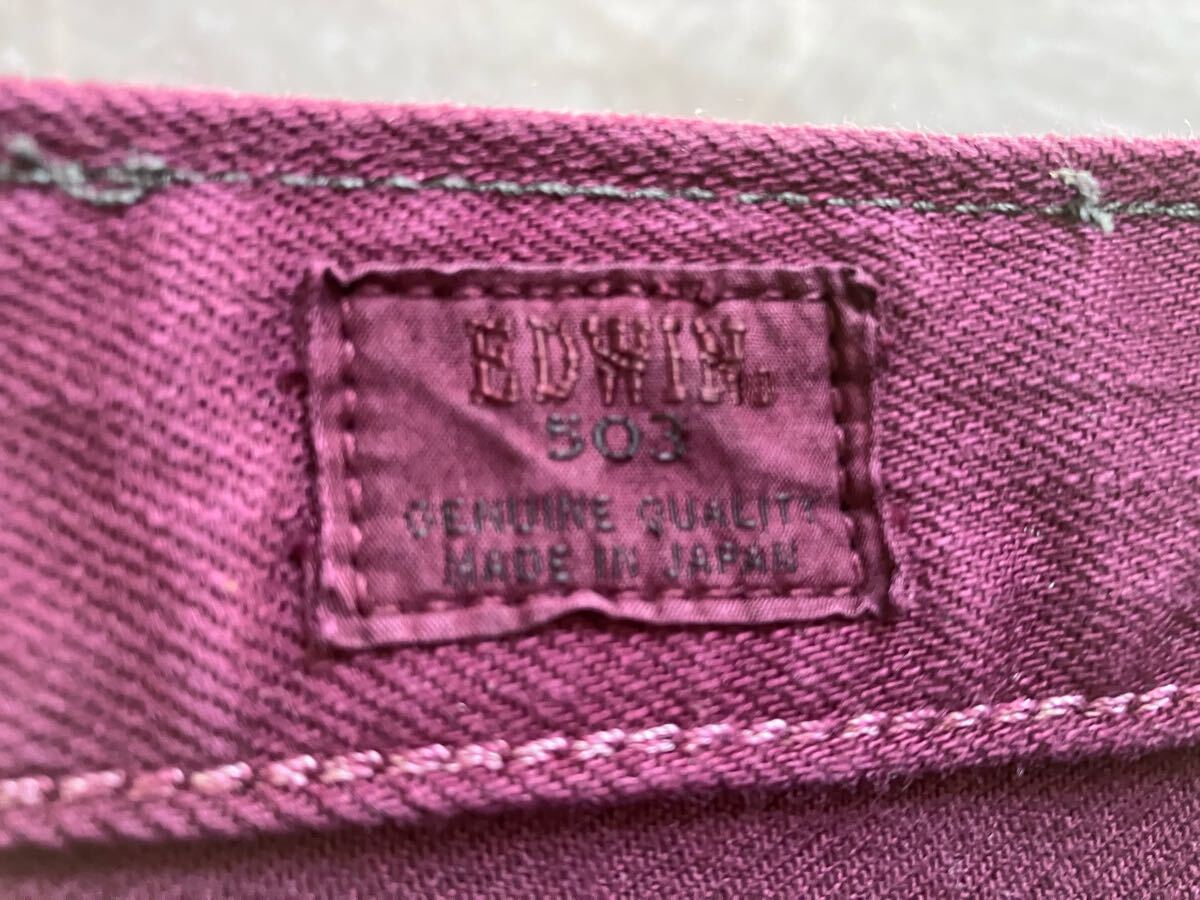 EDWIN
503
GENUINE QUALITY
MADE IN JAPAN